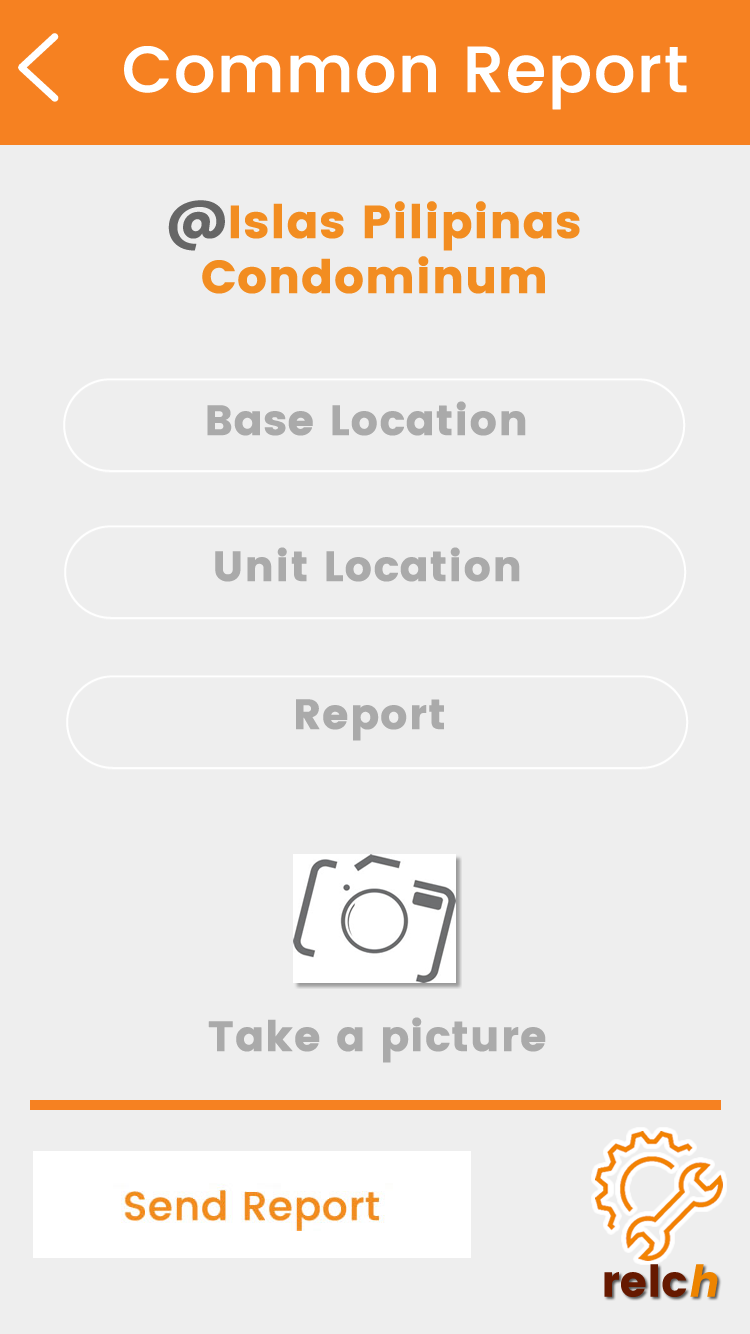 Common Report
@Islas Pilipinas
Condominum
Base Location
Unit Location
Report
Take a picture
Send Report
relch